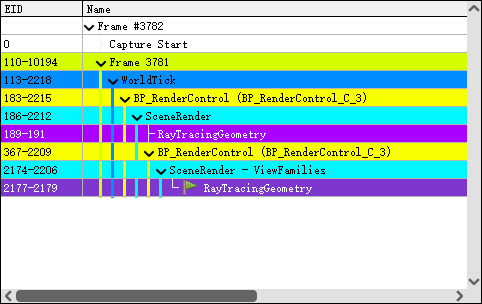 EID Name
Frame #3782
0 Capture Start
110-10194 Frame 3781
113-2218 WorldTick
183-2215 BP_RenderControl (BP_RenderControl_C_3)
186-2212 SceneRender
189-191 RayTracingGeometry
367-2209 BP_RenderControl (BP_RenderControl_C_3)
2174-2206 SceneRender - ViewFamilies
2177-2179 RayTracingGeometry